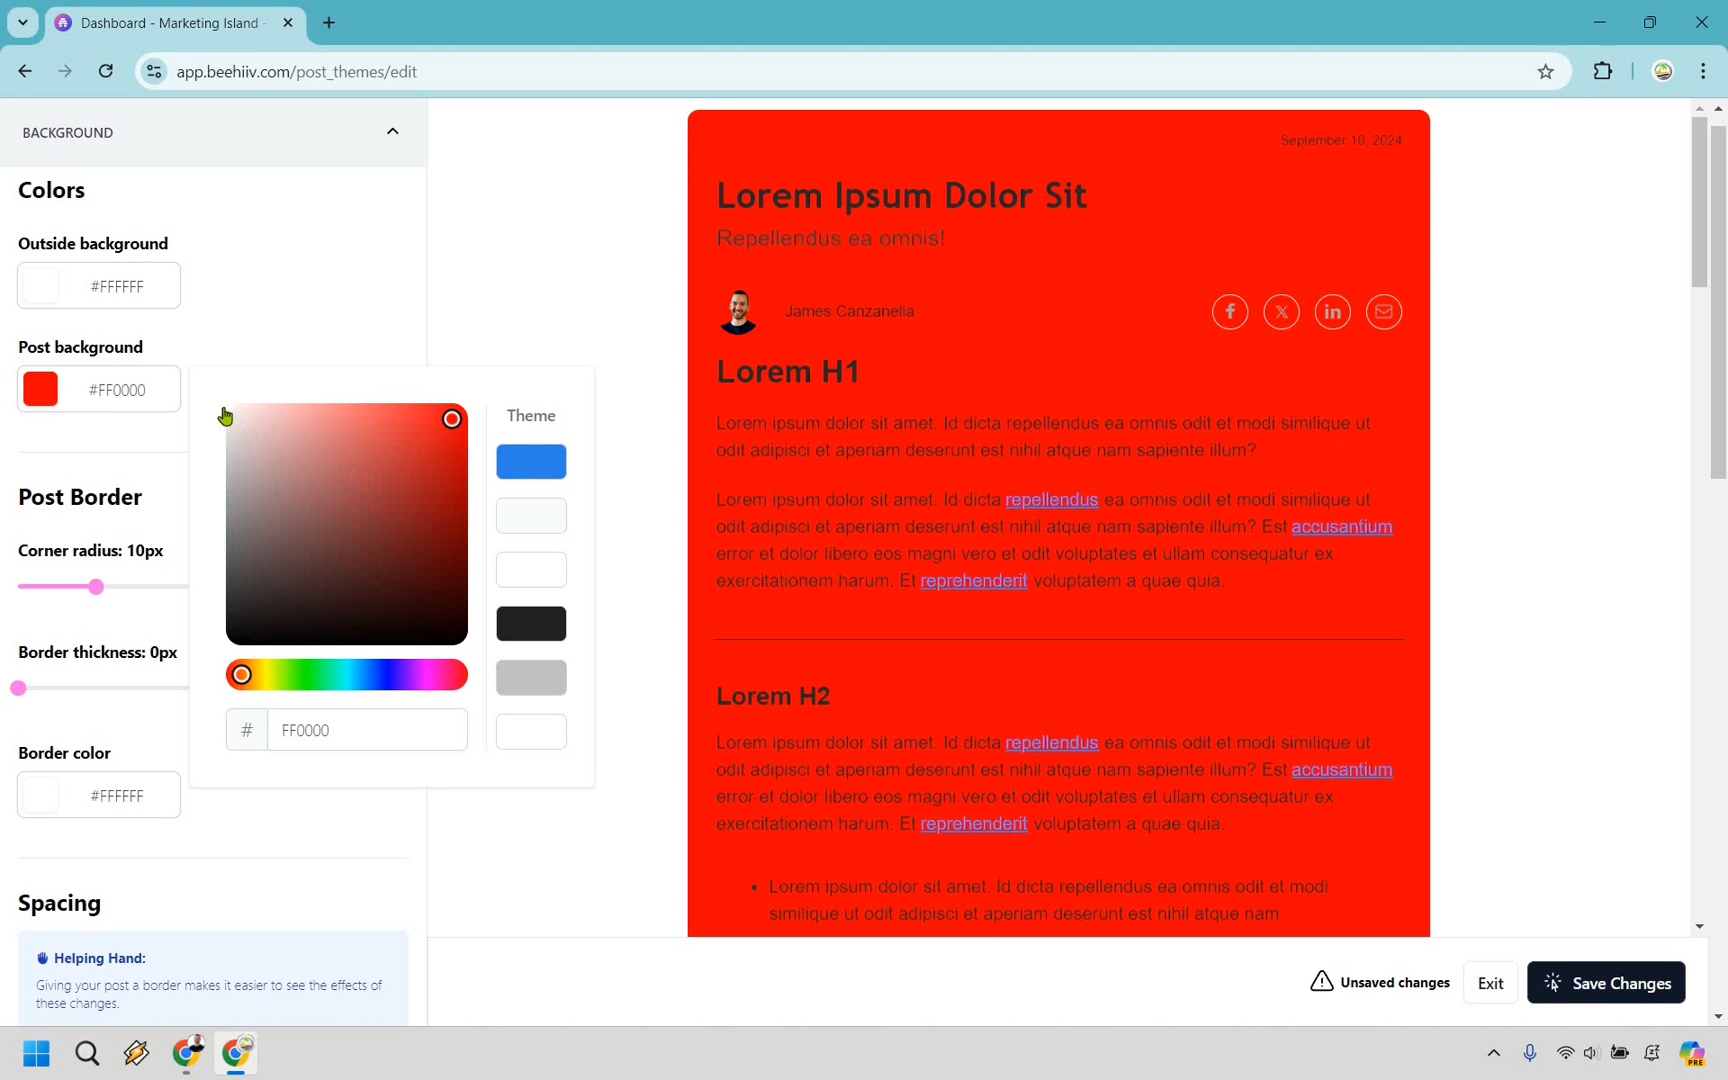 Dashboard - Marketing Island -
app.beehiiv.com/post_themes/edit
BACKGROUND
Colors
Outside background
#FFFFFF
Post background
#FF0000
Post Border
Corner radius: 10px
Border thickness: 0px
Border color
#FFFFFF
Spacing
Helping Hand:
Giving your post a border makes it easier to see the effects of
these changes.
Theme
# FF0000
September 10, 2024
Lorem Ipsum Dolor Sit
Repellendus ea omnis!
James Canzanella
Lorem H1
Lorem ipsum dolor sit amet. Id dicta repellendus ea omnis odit et modi similique ut
odit adipisci et aperiam deserunt est nihil atque nam sapiente illum?
Lorem ipsum dolor sit amet. Id dicta repellendus ea omnis odit et modi similique ut
odit adipisci et aperiam deserunt est nihil atque nam sapiente illum? Est accusantium
error et dolor libero eos magni vero et odit voluptates et ullam consequatur ex
exercitationem harum. Et reprehenderit voluptatem a quae quia.
Lorem H2
Lorem ipsum dolor sit amet. Id dicta repellendus ea omnis odit et modi similique ut
odit adipisci et aperiam deserunt est nihil atque nam sapiente illum? Est accusantium
error et dolor libero eos magni vero et odit voluptates et ullam consequatur ex
exercitationem harum. Et reprehenderit voluptatem a quae quia.
• Lorem ipsum dolor sit amet. Id dicta repellendus ea omnis odit et modi
similique ut odit adipisci et aperiam deserunt est nihil atque nam
Unsaved changes
Exit
Save Changes
PRE